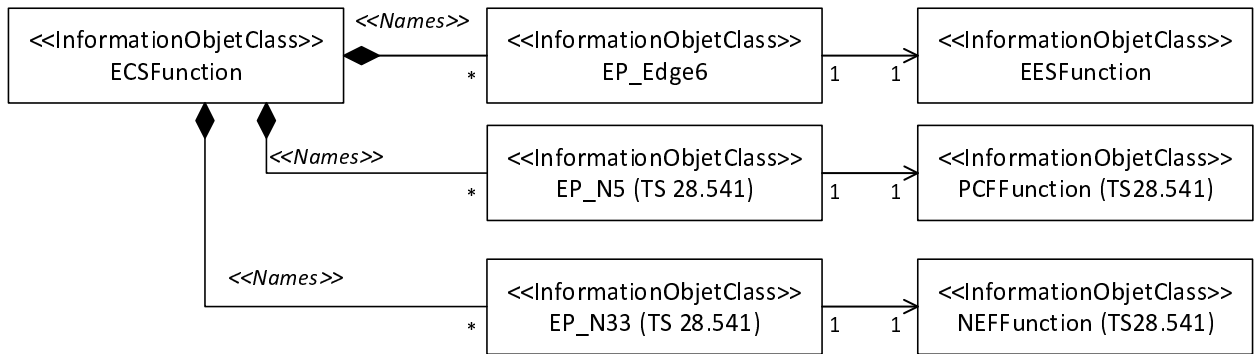 <<InformationObjetClass>>
ECSFunction
<<Names>>
*
<<InformationObjetClass>>
EP_Edge6
1
1
<<InformationObjetClass>>
EESFunction
<<Names>>
*
<<InformationObjetClass>>
EP_N5 (TS 28.541)
1
1
<<InformationObjetClass>>
PCFFunction (TS28.541)
<<Names>>
*
<<InformationObjetClass>>
EP_N33 (TS 28.541)
1
1
<<InformationObjetClass>>
NEFFunction (TS28.541)